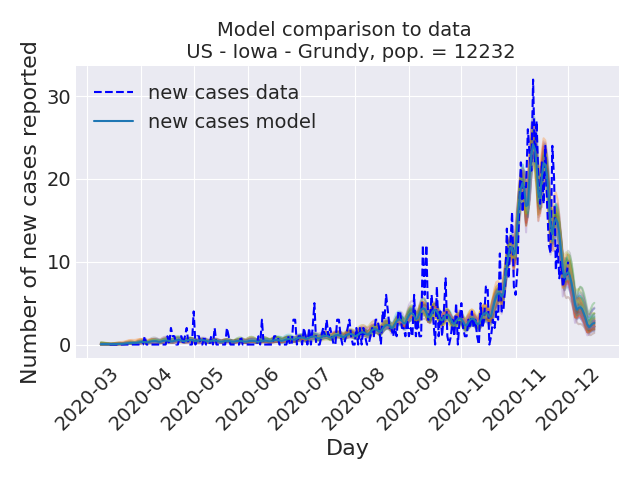 Model comparison to data
US - Iowa - Grundy, pop. = 12232
Number of new cases reported
30
20
10
0
new cases data
new cases model
2020-03
2020-04
2020-05
2020-06
2020-07
2020-08
2020-09
2020-10
2020-11
2020-12
Day